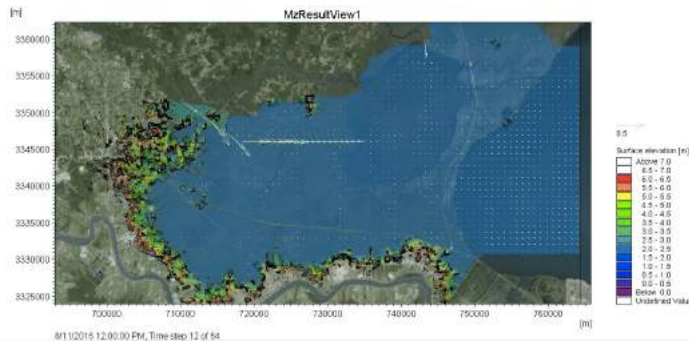 MzResultView1
[m]
3360000
3355000
3350000
3345000
3340000
3335000
3330000
3325000
700000
710000
720000
730000
740000
750000
760000
[m]
8.5
Surface elevation [m]
Above 7.0
6.5 - 7.0
6.0 - 6.5
5.5 - 6.0
5.0 - 5.5
4.5 - 5.0
4.0 - 4.5
3.5 - 4.0
3.0 - 3.5
2.5 - 3.0
2.0 - 2.5
1.5 - 2.0
1.0 - 1.5
0.5 - 1.0
0.0 - 0.5
Below 0.0
Undefined Value
8/11/2015 12:00:00 PM, Time step 12 of 54